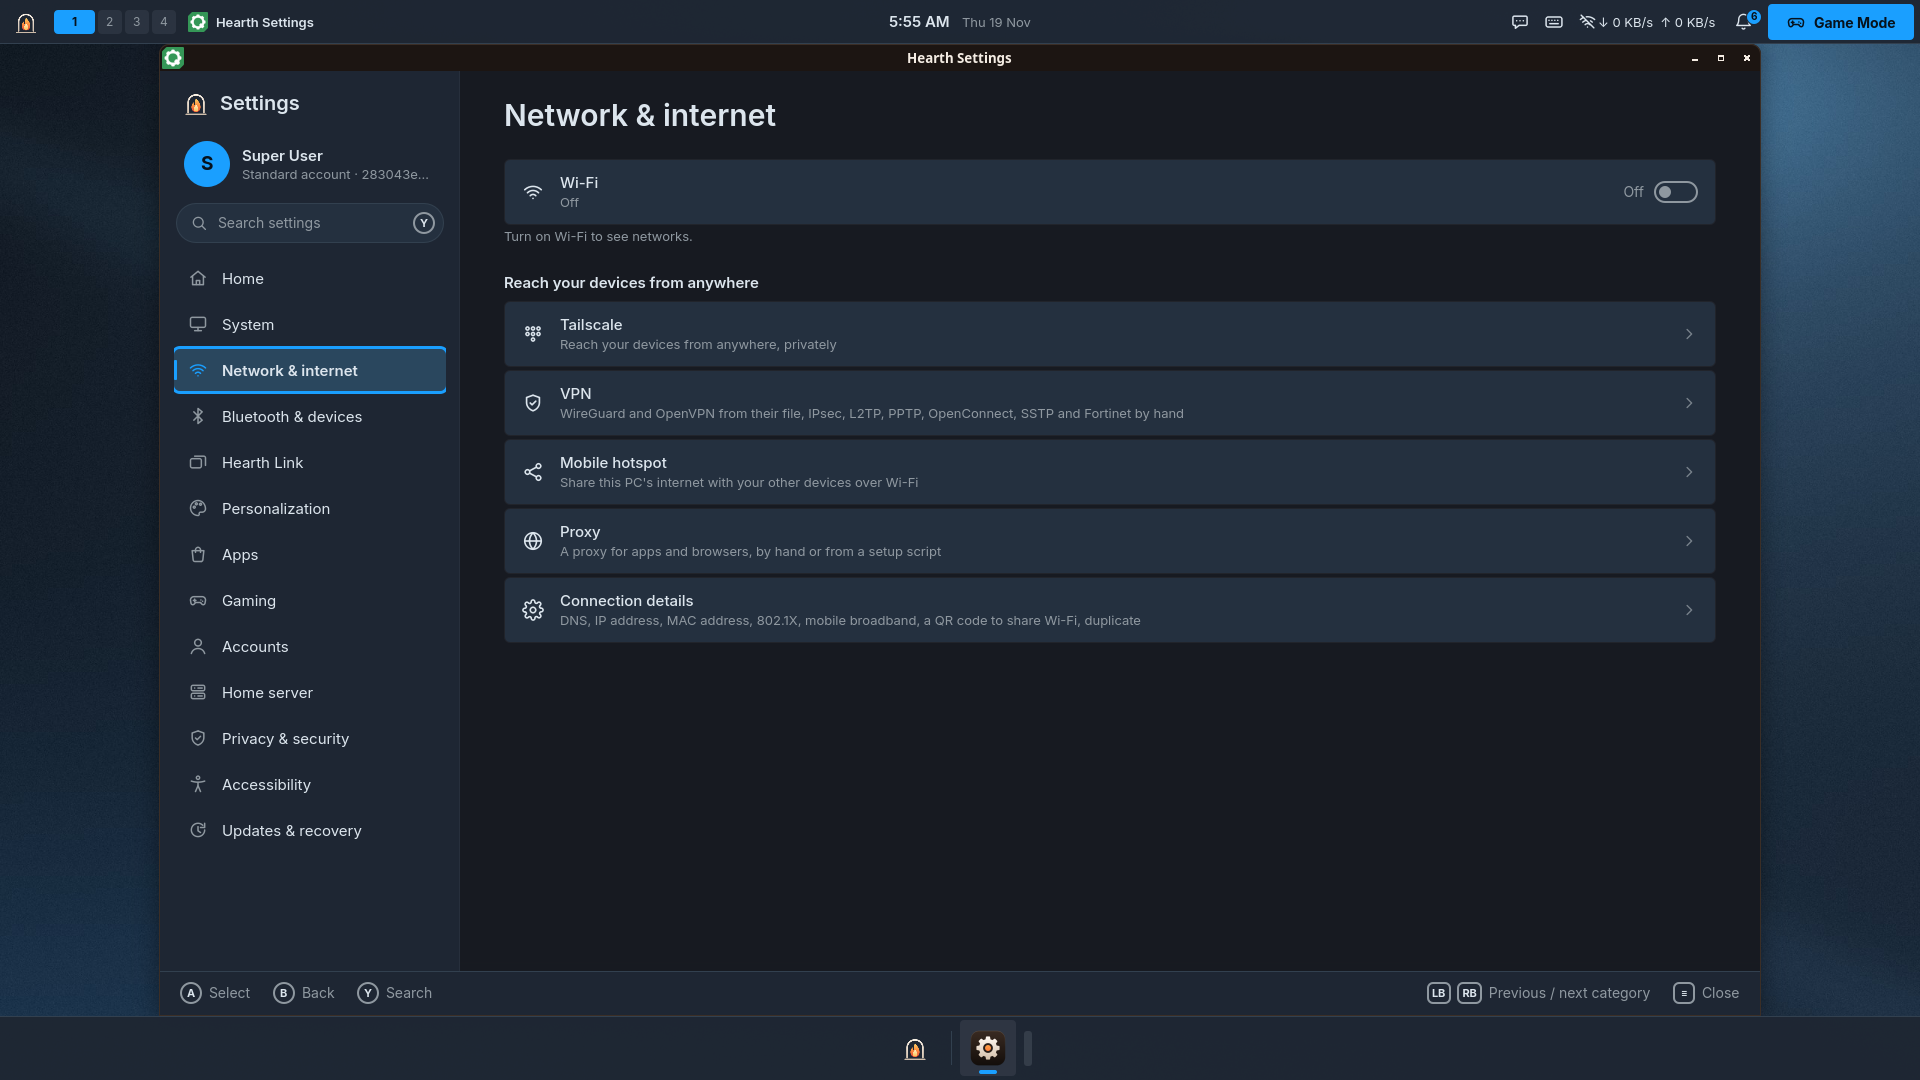 1 2 3 4 Hearth Settings
5:55 AM Thu 19 Nov
↓ 0 KB/s ↑ 0 KB/s
6
Game Mode
Hearth Settings
Settings
S
Super User
Standard account · 283043e...
Search settings
Y
Home
System
Network & internet
Bluetooth & devices
Hearth Link
Personalization
Apps
Gaming
Accounts
Home server
Privacy & security
Accessibility
Updates & recovery
Network & internet
Wi-Fi
Off
Off
Turn on Wi-Fi to see networks.
Reach your devices from anywhere
Tailscale
Reach your devices from anywhere, privately
VPN
WireGuard and OpenVPN from their file, IPsec, L2TP, PPTP, OpenConnect, SSTP and Fortinet by hand
Mobile hotspot
Share this PC's internet with your other devices over Wi-Fi
Proxy
A proxy for apps and browsers, by hand or from a setup script
Connection details
DNS, IP address, MAC address, 802.1X, mobile broadband, a QR code to share Wi-Fi, duplicate
A Select B Back Y Search
LB RB Previous / next category ≡ Close